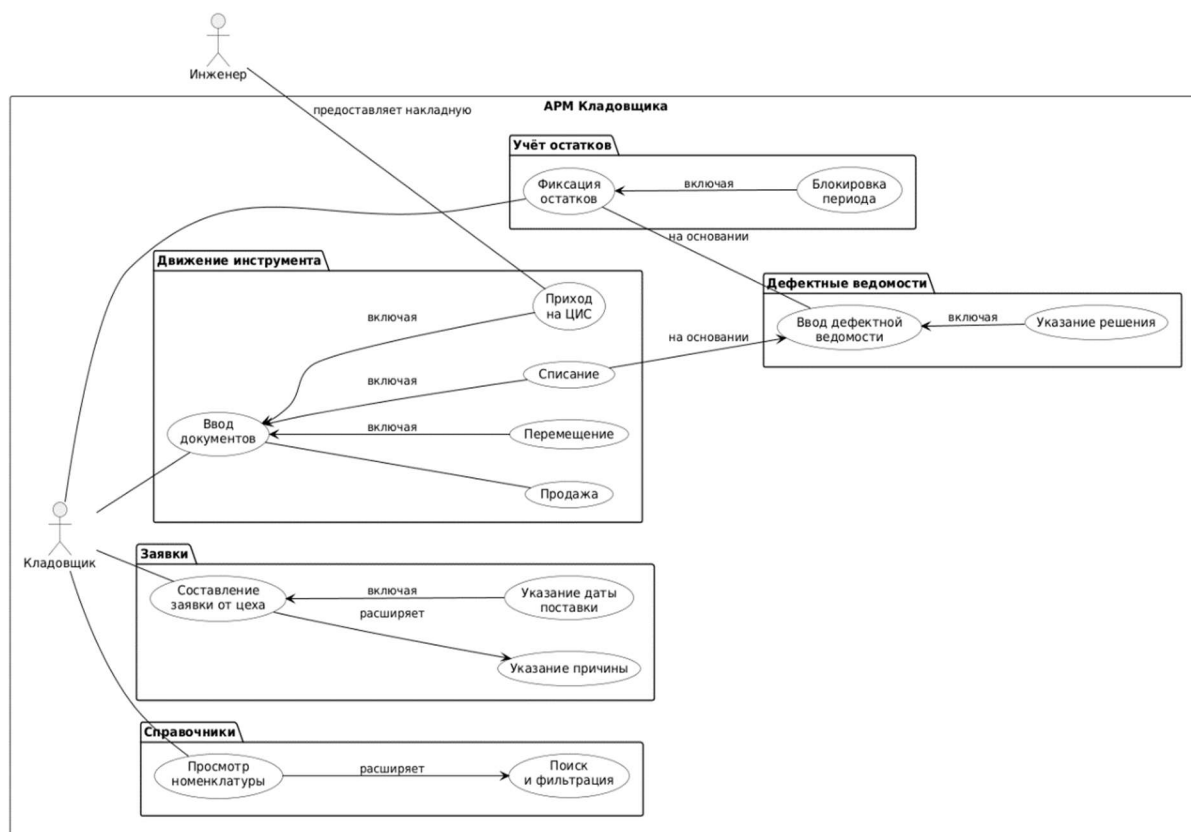 Инженер
предоставляет накладную
АРМ Кладовщика
Учёт остатков
Фиксация
остатков
включая
Блокировка
периода
на основании
Движение инструмента
Приход
на ЦИС
включая
Дефектные ведомости
Ввод дефектной
ведомости
включая
Указание решения
на основании
Списание
включая
Ввод
документов
включая
Перемещение
Продажа
Кладовщик
Заявки
Составление
заявки от цеха
включая
Указание даты
поставки
расширяет
Указание причины
Справочники
Просмотр
номенклатуры
расширяет
Поиск
и фильтрация